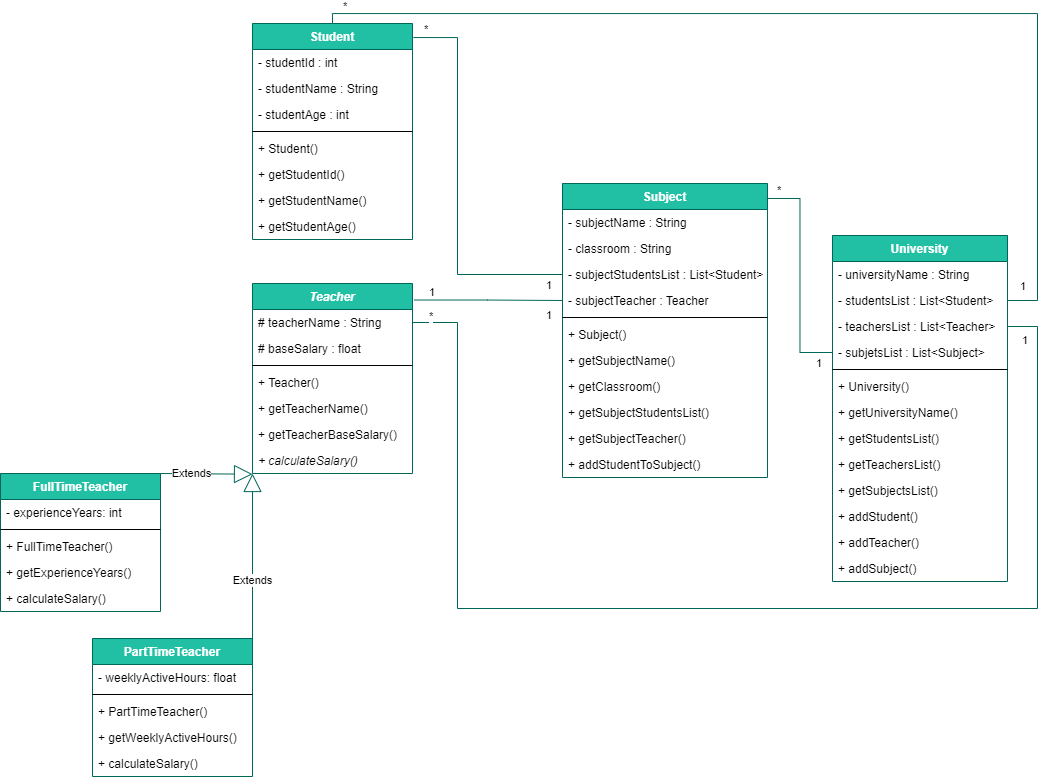 *
Student
*
- studentId : int
- studentName : String
- studentAge : int
+ Student()
+ getStudentId()
+ getStudentName()
+ getStudentAge()
Subject
*
- subjectName : String
- classroom : String
- subjectStudentsList : List<Student>
- subjectTeacher : Teacher
+ Subject()
+ getSubjectName()
+ getClassroom()
+ getSubjectStudentsList()
+ getSubjectTeacher()
+ addStudentToSubject()
1
1
University
- universityName : String
- studentsList : List<Student>
- teachersList : List<Teacher>
- subjetsList : List<Subject>
+ University()
+ getUniversityName()
+ getStudentsList()
+ getTeachersList()
+ getSubjectsList()
+ addStudent()
+ addTeacher()
+ addSubject()
1
1
1
Teacher
1
*
# teacherName : String
# baseSalary : float
+ Teacher()
+ getTeacherName()
+ getTeacherBaseSalary()
+ calculateSalary()
Extends
FullTimeTeacher
- experienceYears: int
+ FullTimeTeacher()
+ getExperienceYears()
+ calculateSalary()
Extends
PartTimeTeacher
- weeklyActiveHours: float
+ PartTimeTeacher()
+ getWeeklyActiveHours()
+ calculateSalary()